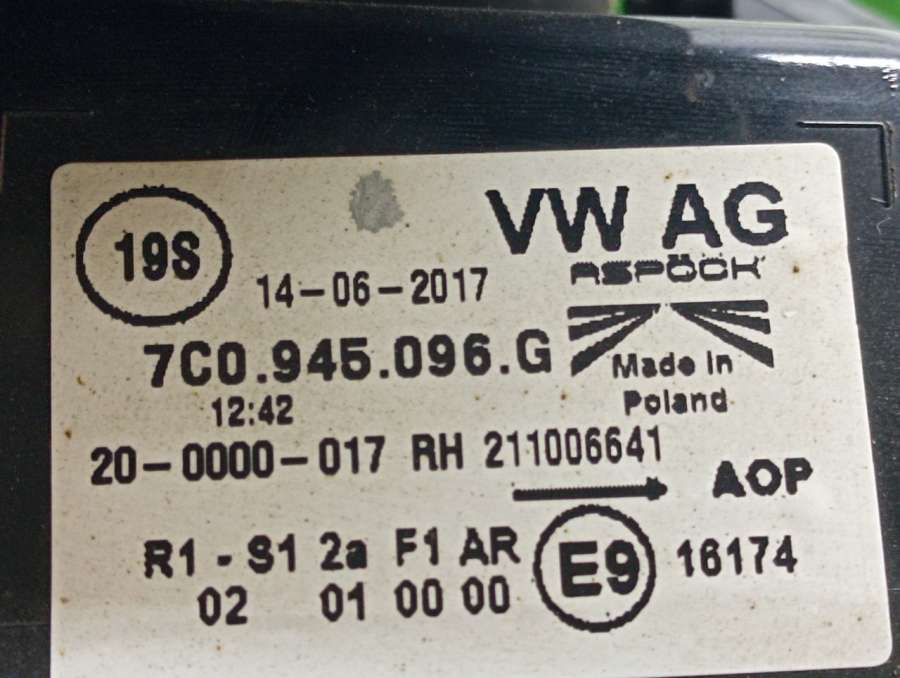 19S
VW AG
ASPÖCK
14-06-2017
7C0.945.096.G
Made in
Poland
12:42
20-0000-017 RH 211006641
AOP
R1 - S1 2a F1 AR
02 01 00 00
E9
16174